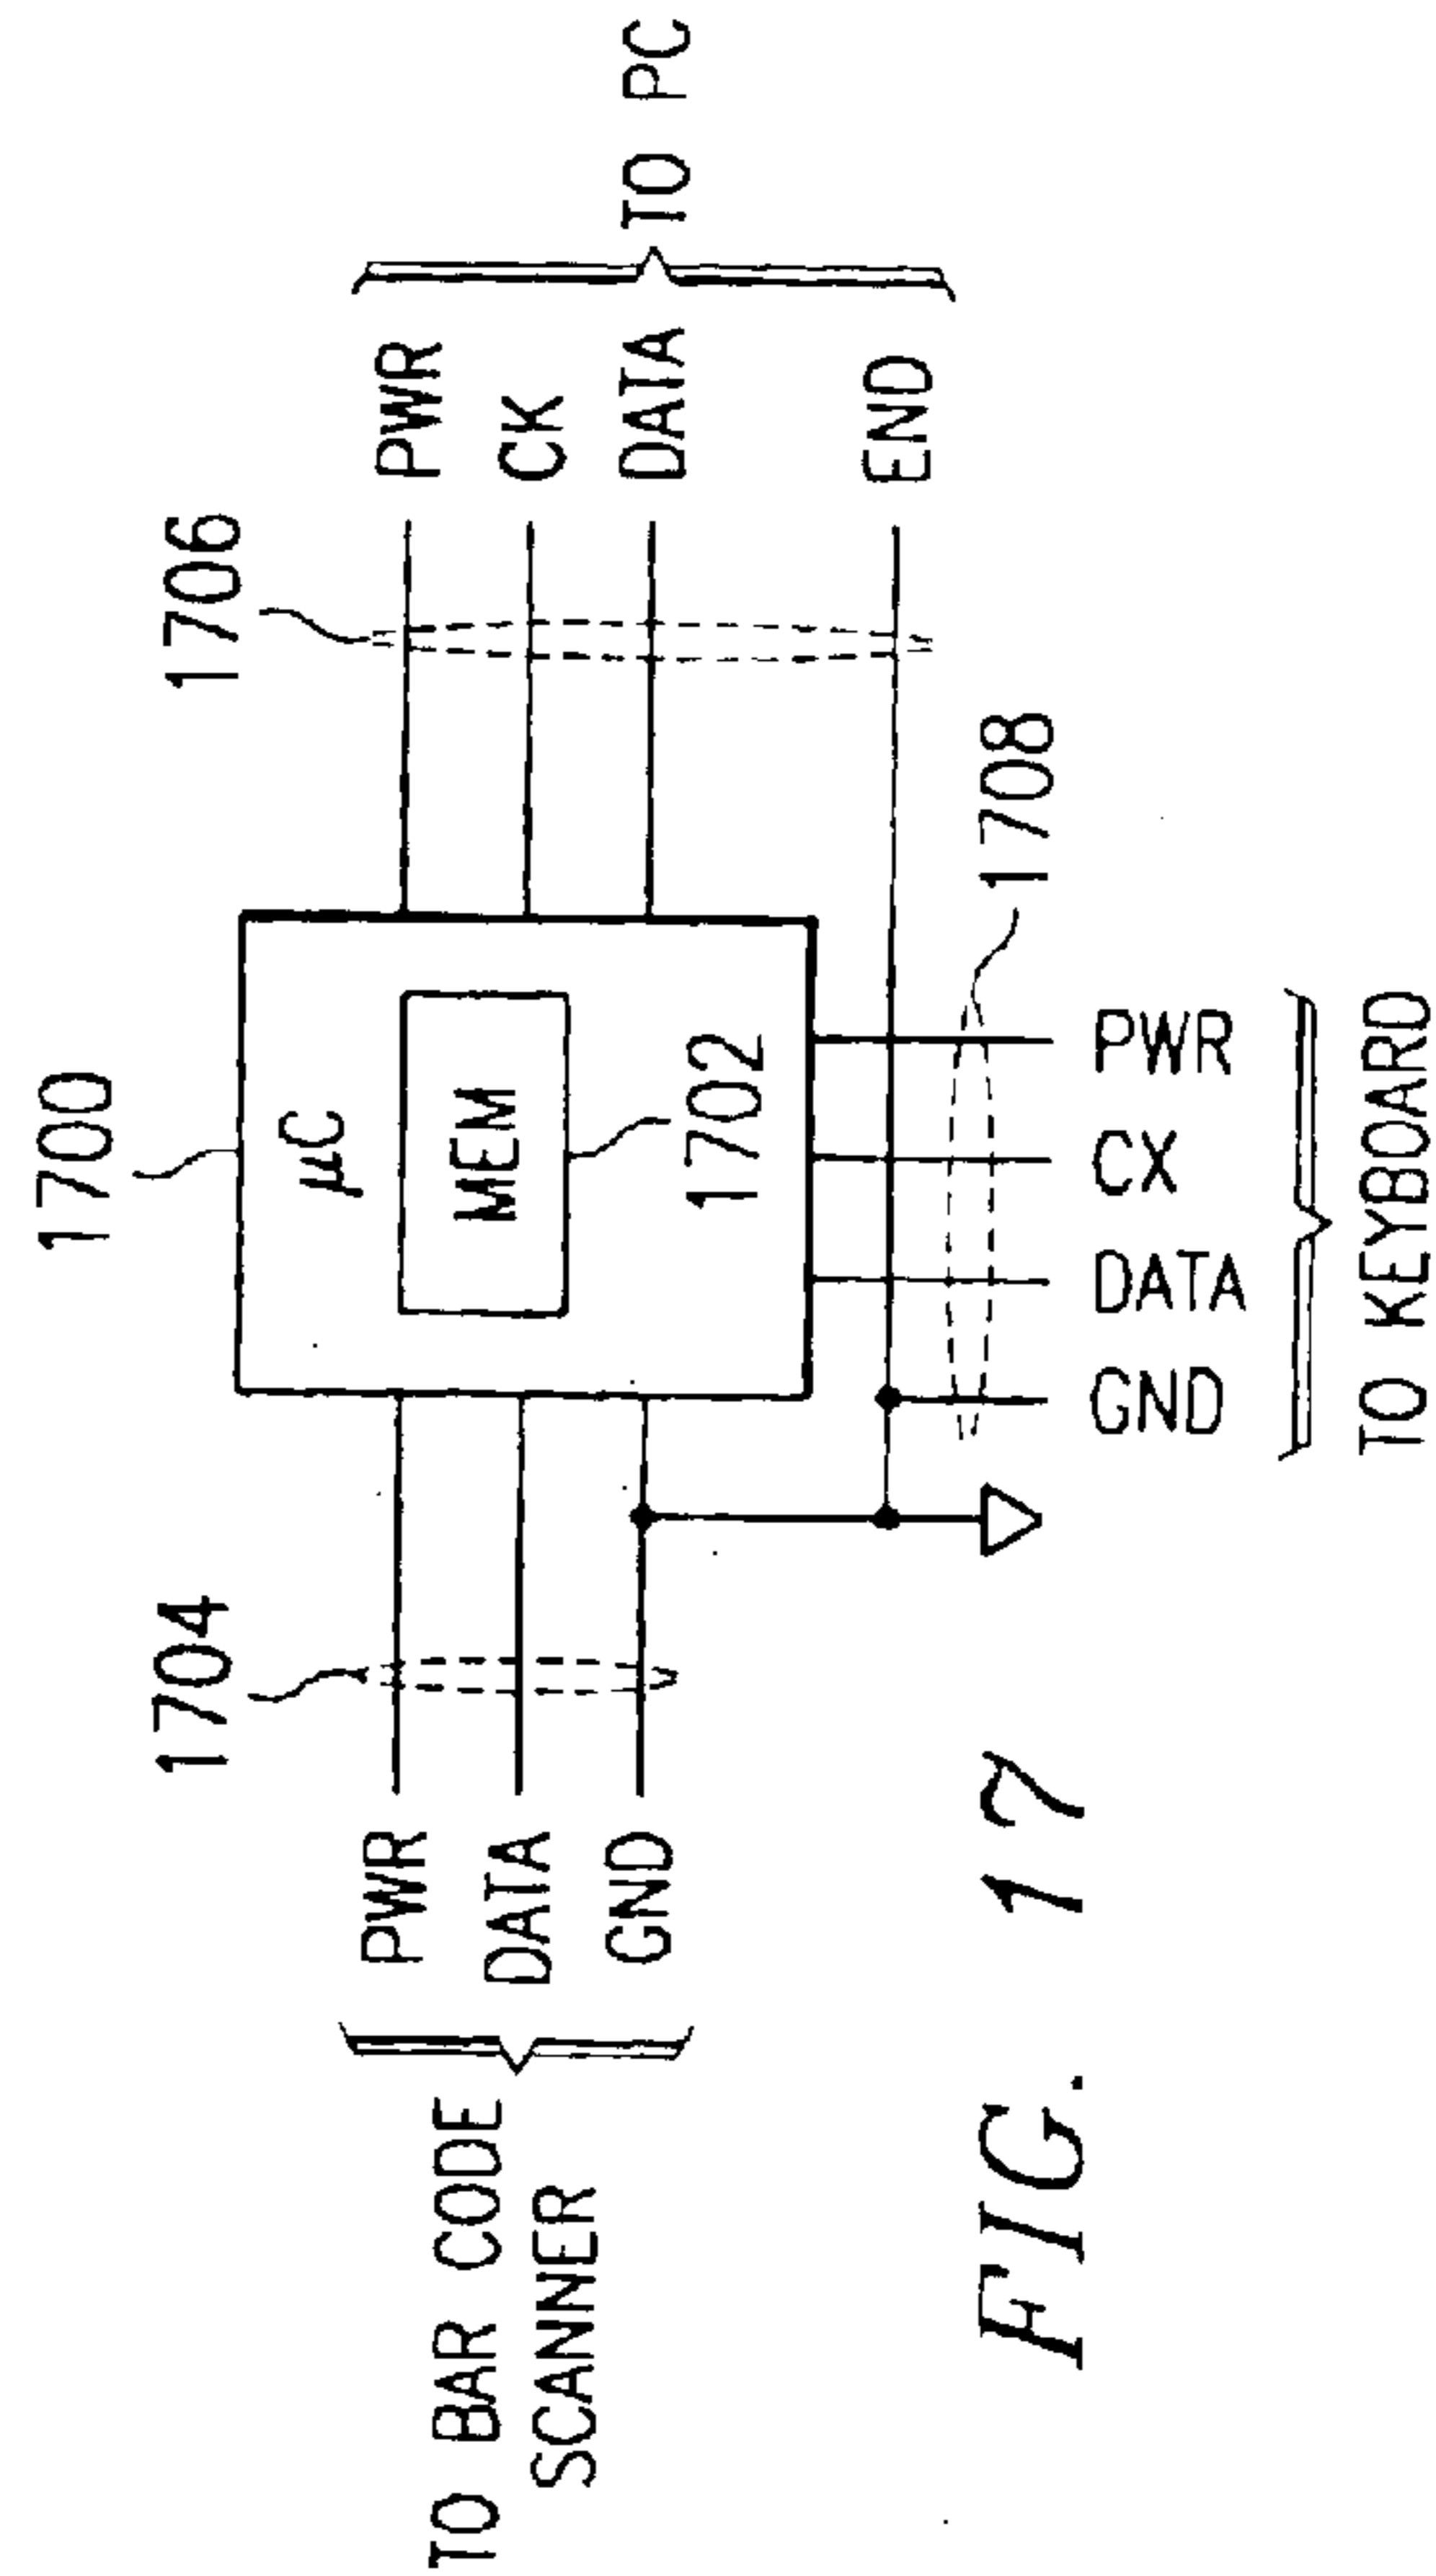 1700
µC
MEM
1702
1704
PWR
DATA
GND
TO BAR CODE
SCANNER
1706
PWR
CK
DATA
END
TO PC
1708
GND
DATA
CX
PWR
TO KEYBOARD
FIG. 17